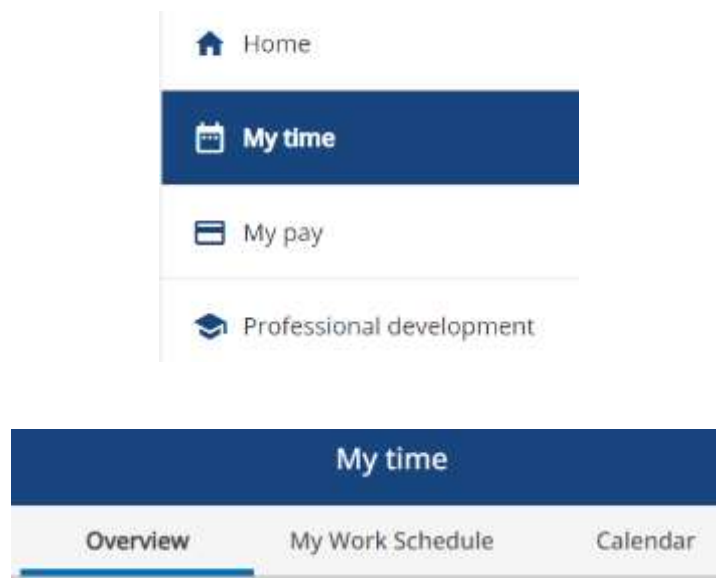 Home
My time
My pay
Professional development
My time
Overview My Work Schedule Calendar